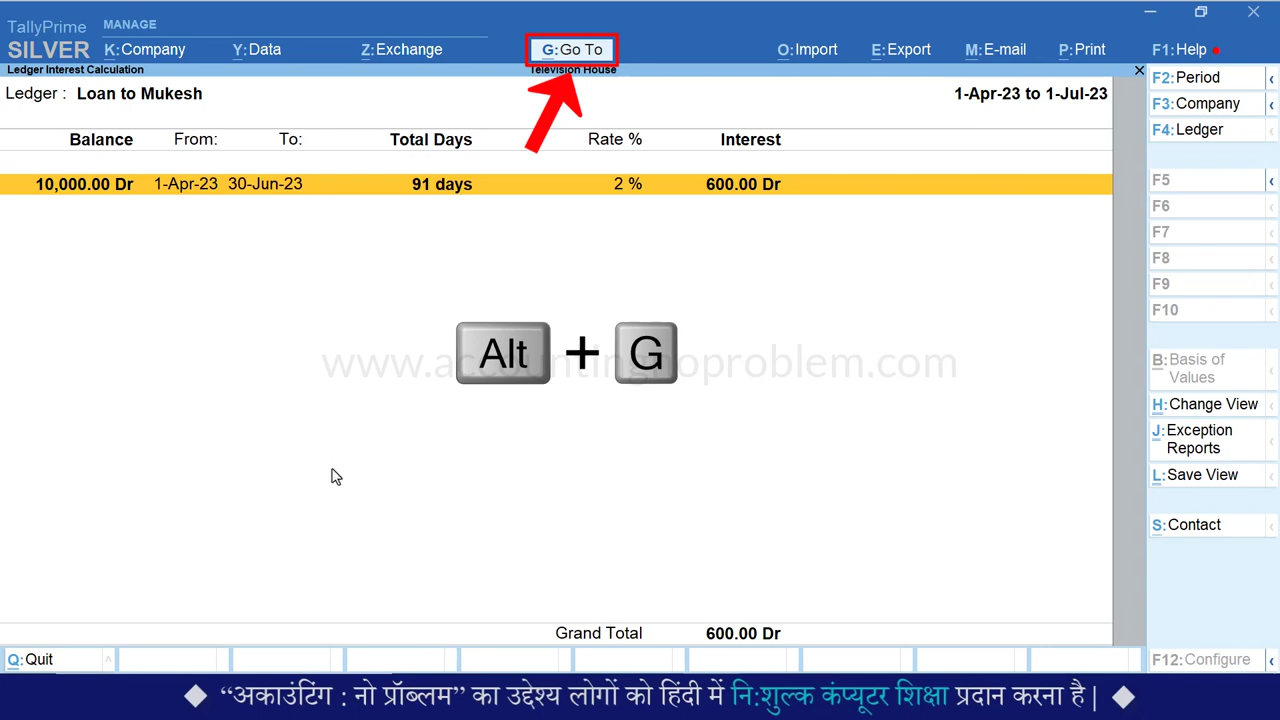 TallyPrime
SILVER
MANAGE
K:Company Y:Data Z:Exchange G:Go To O:Import E:Export M:E-mail P:Print F1:Help
Ledger Interest Calculation Television House
Ledger : Loan to Mukesh 1-Apr-23 to 1-Jul-23
Balance From: To: Total Days Rate % Interest
10,000.00 Dr 1-Apr-23 30-Jun-23 91 days 2 % 600.00 Dr
Alt + G
www.accountingnoproblem.com
Grand Total 600.00 Dr
F2:Period
F3:Company
F4:Ledger
F5
F6
F7
F8
F9
F10
B:Basis of
Values
H:Change View
J:Exception
Reports
L:Save View
S:Contact
Q:Quit F12:Configure
“अकाउंटिंग : नो प्रॉब्लम” का उद्देश्य लोगों को हिंदी में नि:शुल्क कंप्यूटर शिक्षा प्रदान करना है|